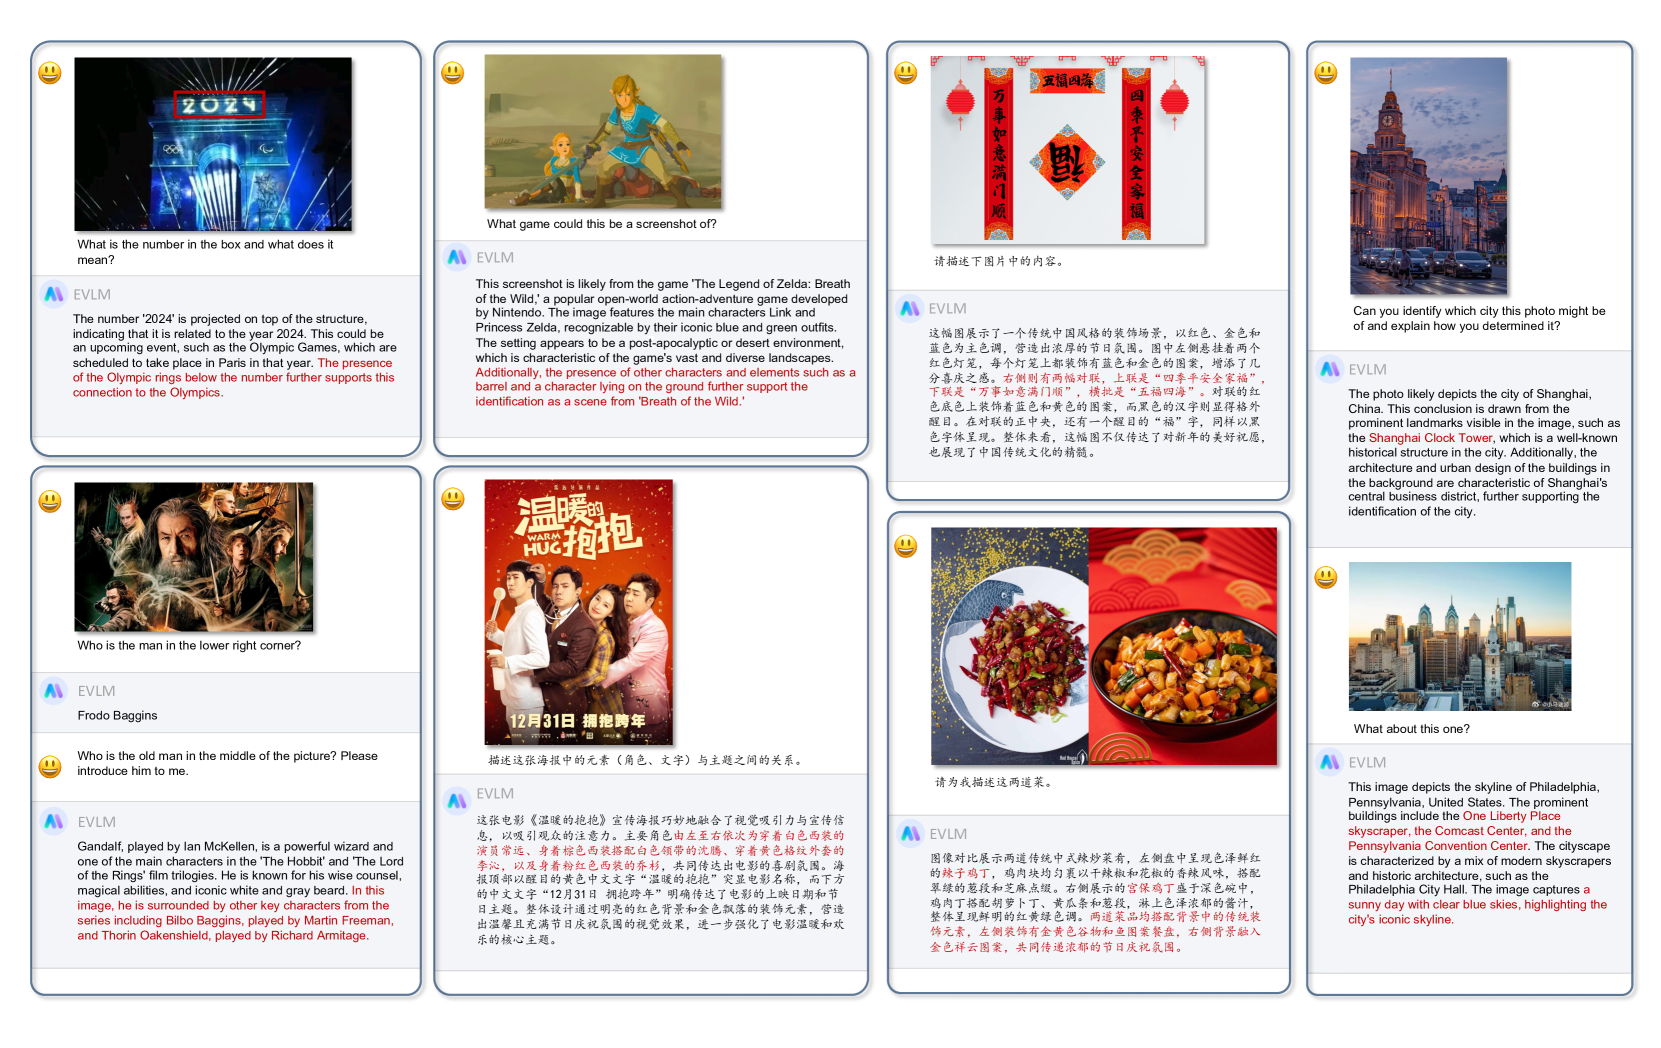 2024
What is the number in the box and what does it
mean?
EVLM
The number '2024' is projected on top of the structure,
indicating that it is related to the year 2024. This could be
an upcoming event, such as the Olympic Games, which are
scheduled to take place in Paris in that year. The presence
of the Olympic rings below the number further supports this
connection to the Olympics.
Who is the man in the lower right corner?
EVLM
Frodo Baggins
Who is the old man in the middle of the picture? Please
introduce him to me.
EVLM
Gandalf, played by Ian McKellen, is a powerful wizard and
one of the main characters in the 'The Hobbit' and 'The Lord
of the Rings' film trilogies. He is known for his wise counsel,
magical abilities, and iconic white and gray beard. In this
image, he is surrounded by other key characters from the
series including Bilbo Baggins, played by Martin Freeman,
and Thorin Oakenshield, played by Richard Armitage.
What game could this be a screenshot of?
EVLM
This screenshot is likely from the game 'The Legend of Zelda: Breath
of the Wild,' a popular open-world action-adventure game developed
by Nintendo. The image features the main characters Link and
Princess Zelda, recognizable by their iconic blue and green outfits.
The setting appears to be a post-apocalyptic or desert environment,
which is characteristic of the game's vast and diverse landscapes.
Additionally, the presence of other characters and elements such as a
barrel and a character lying on the ground further support the
identification as a scene from 'Breath of the Wild.'
温暖的
WARM
HUG
抱抱
12月31日 拥抱跨年
描述这张海报中的元素（角色、文字）与主题之间的关系。
EVLM
这张电影《温暖的抱抱》宣传海报巧妙地融合了视觉吸引力与宣传信
息，以吸引观众的注意力。主要角色由左至右依次为穿着白色西装的
演员常远、身着棕色西装搭配白色领带的沈腾、穿着黄色格纹外套的
李沁，以及身着粉红色西装的乔杉，共同传达出电影的喜剧氛围。海
报顶部以醒目的黄色中文文字“温暖的抱抱”突显电影名称，而下方
的中文文字“12月31日 拥抱跨年”明确传达了电影的上映日期和节
日主题。整体设计通过明亮的红色背景和金色飘落的装饰元素，营造
出温馨且充满节日庆祝氛围的视觉效果，进一步强化了电影温暖和欢
乐的核心主题。
五福四海
万事如意满门顺
四季平安全家福
福
请描述下图片中的内容。
EVLM
这幅图展示了一个传统中国风格的装饰场景，以红色、金色和
蓝色为主色调，营造出浓厚的节日氛围。图中左侧悬挂着两个
红色灯笼，每个灯笼上都装饰有蓝色和金色的图案，增添了几
分喜庆之感。右侧则有两幅对联，上联是“四季平安全家福”，
下联是“万事如意满门顺”，横批是“五福四海”。对联的红
色底色上装饰着蓝色和黄色的图案，而黑色的汉字则显得格外
醒目。在对联的正中央，还有一个醒目的“福”字，同样以黑
色字体呈现。整体来看，这幅图不仅传达了对新年的美好祝愿，
也展现了中国传统文化的精髓。
请为我描述这两道菜。
EVLM
图像对比展示两道传统中式辣炒菜肴，左侧盘中呈现色泽鲜红
的辣子鸡丁，鸡肉块均匀裹以干辣椒和花椒的香辣风味，搭配
翠绿的葱段和芝麻点缀。右侧展示的宫保鸡丁盛于深色碗中，
鸡肉丁搭配胡萝卜丁、黄瓜条和葱段，淋上色泽浓郁的酱汁，
整体呈现鲜明的红黄绿色调。两道菜品均搭配背景中的传统装
饰元素，左侧装饰有金黄色谷物和鱼图案餐盘，右侧背景融入
金色祥云图案，共同传递浓郁的节日庆祝氛围。
Can you identify which city this photo might be
of and explain how you determined it?
EVLM
The photo likely depicts the city of Shanghai,
China. This conclusion is drawn from the
prominent landmarks visible in the image, such as
the Shanghai Clock Tower, which is a well-known
historical structure in the city. Additionally, the
architecture and urban design of the buildings in
the background are characteristic of Shanghai's
central business district, further supporting the
identification of the city.
What about this one?
EVLM
This image depicts the skyline of Philadelphia,
Pennsylvania, United States. The prominent
buildings include the One Liberty Place
skyscraper, the Comcast Center, and the
Pennsylvania Convention Center. The cityscape
is characterized by a mix of modern skyscrapers
and historic architecture, such as the
Philadelphia City Hall. The image captures a
sunny day with clear blue skies, highlighting the
city's iconic skyline.